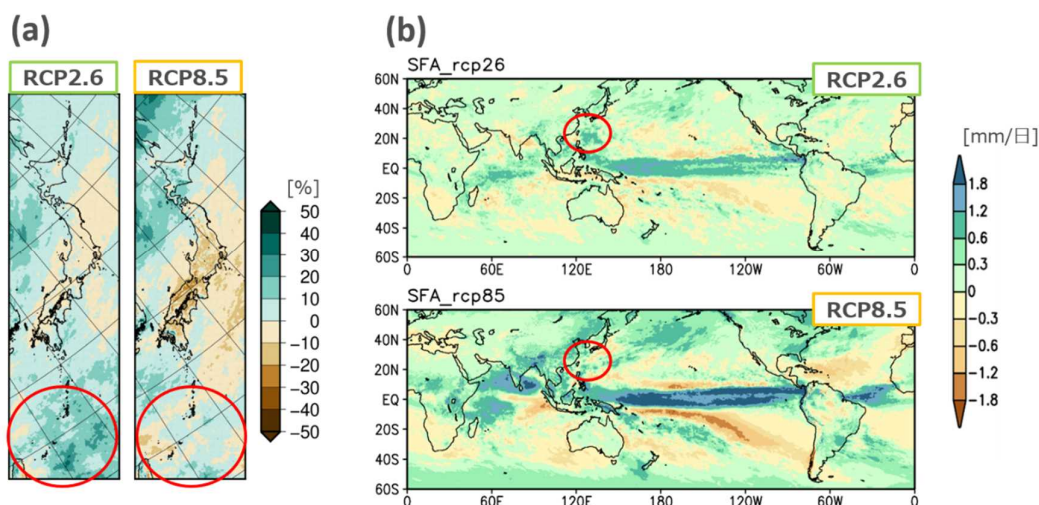 (a)
RCP2.6
RCP8.5
[%]
50
40
30
20
10
0
−10
−20
−30
−40
−50
(b)
SFA_rcp26
RCP2.6
60N
40N
20N
EQ
20S
40S
60S
0
60E
120E
180
120W
60W
0
SFA_rcp85
RCP8.5
60N
40N
20N
EQ
20S
40S
60S
0
60E
120E
180
120W
60W
0
[mm/日]
1.8
1.2
0.6
0.3
0
−0.3
−0.6
−1.2
−1.8